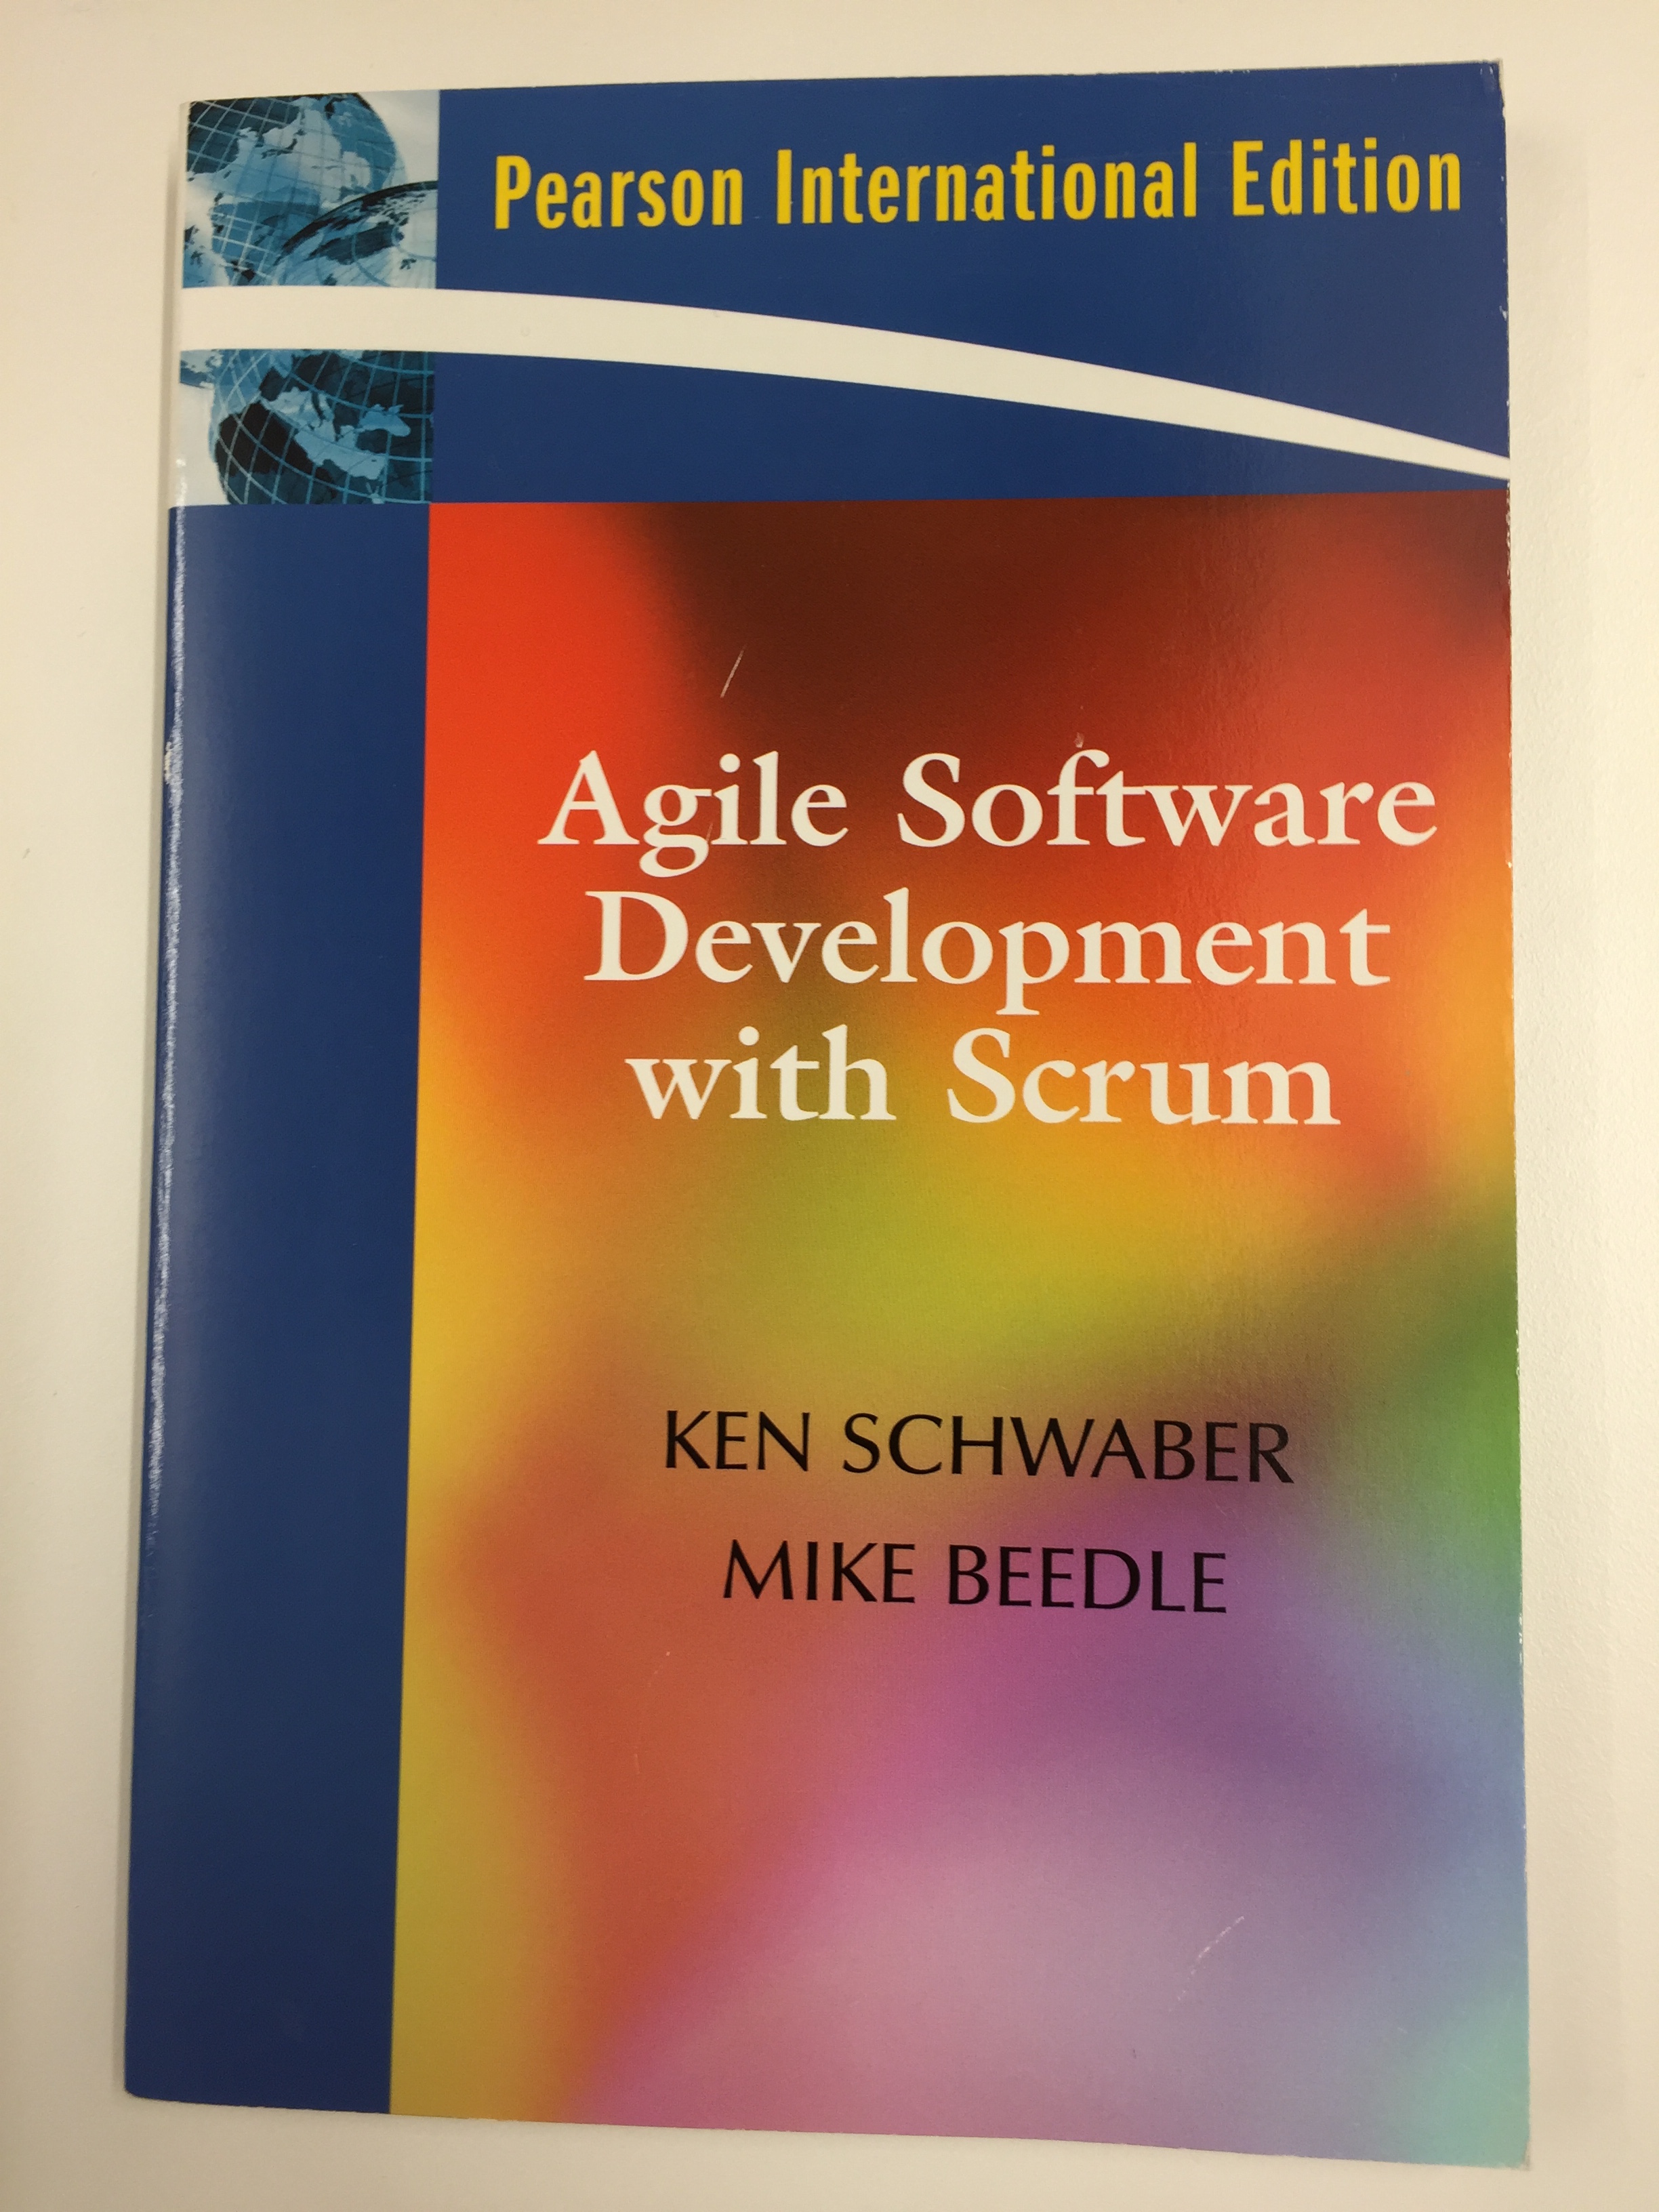 Pearson International Edition
Agile Software
Development
with Scrum
KEN SCHWABER
MIKE BEEDLE